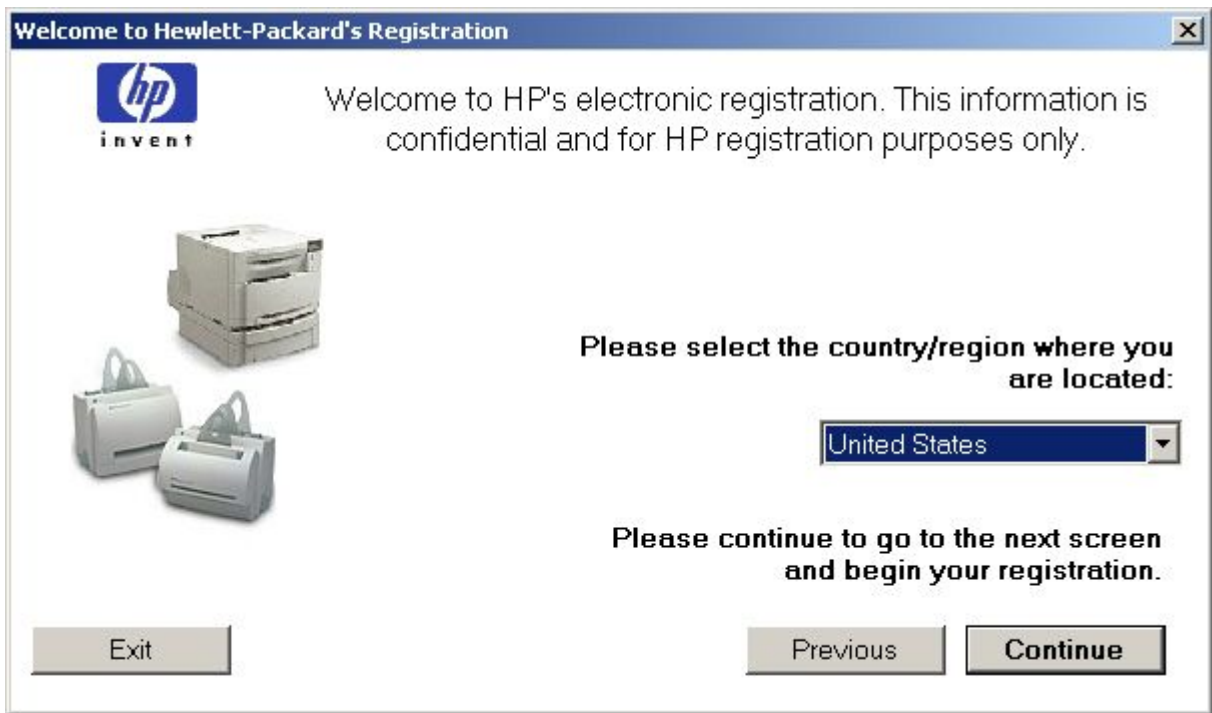 Welcome to Hewlett-Packard's Registration
hp
invent
Welcome to HP's electronic registration. This information is
confidential and for HP registration purposes only.
Please select the country/region where you
are located:
United States
Please continue to go to the next screen
and begin your registration.
Exit
Previous
Continue